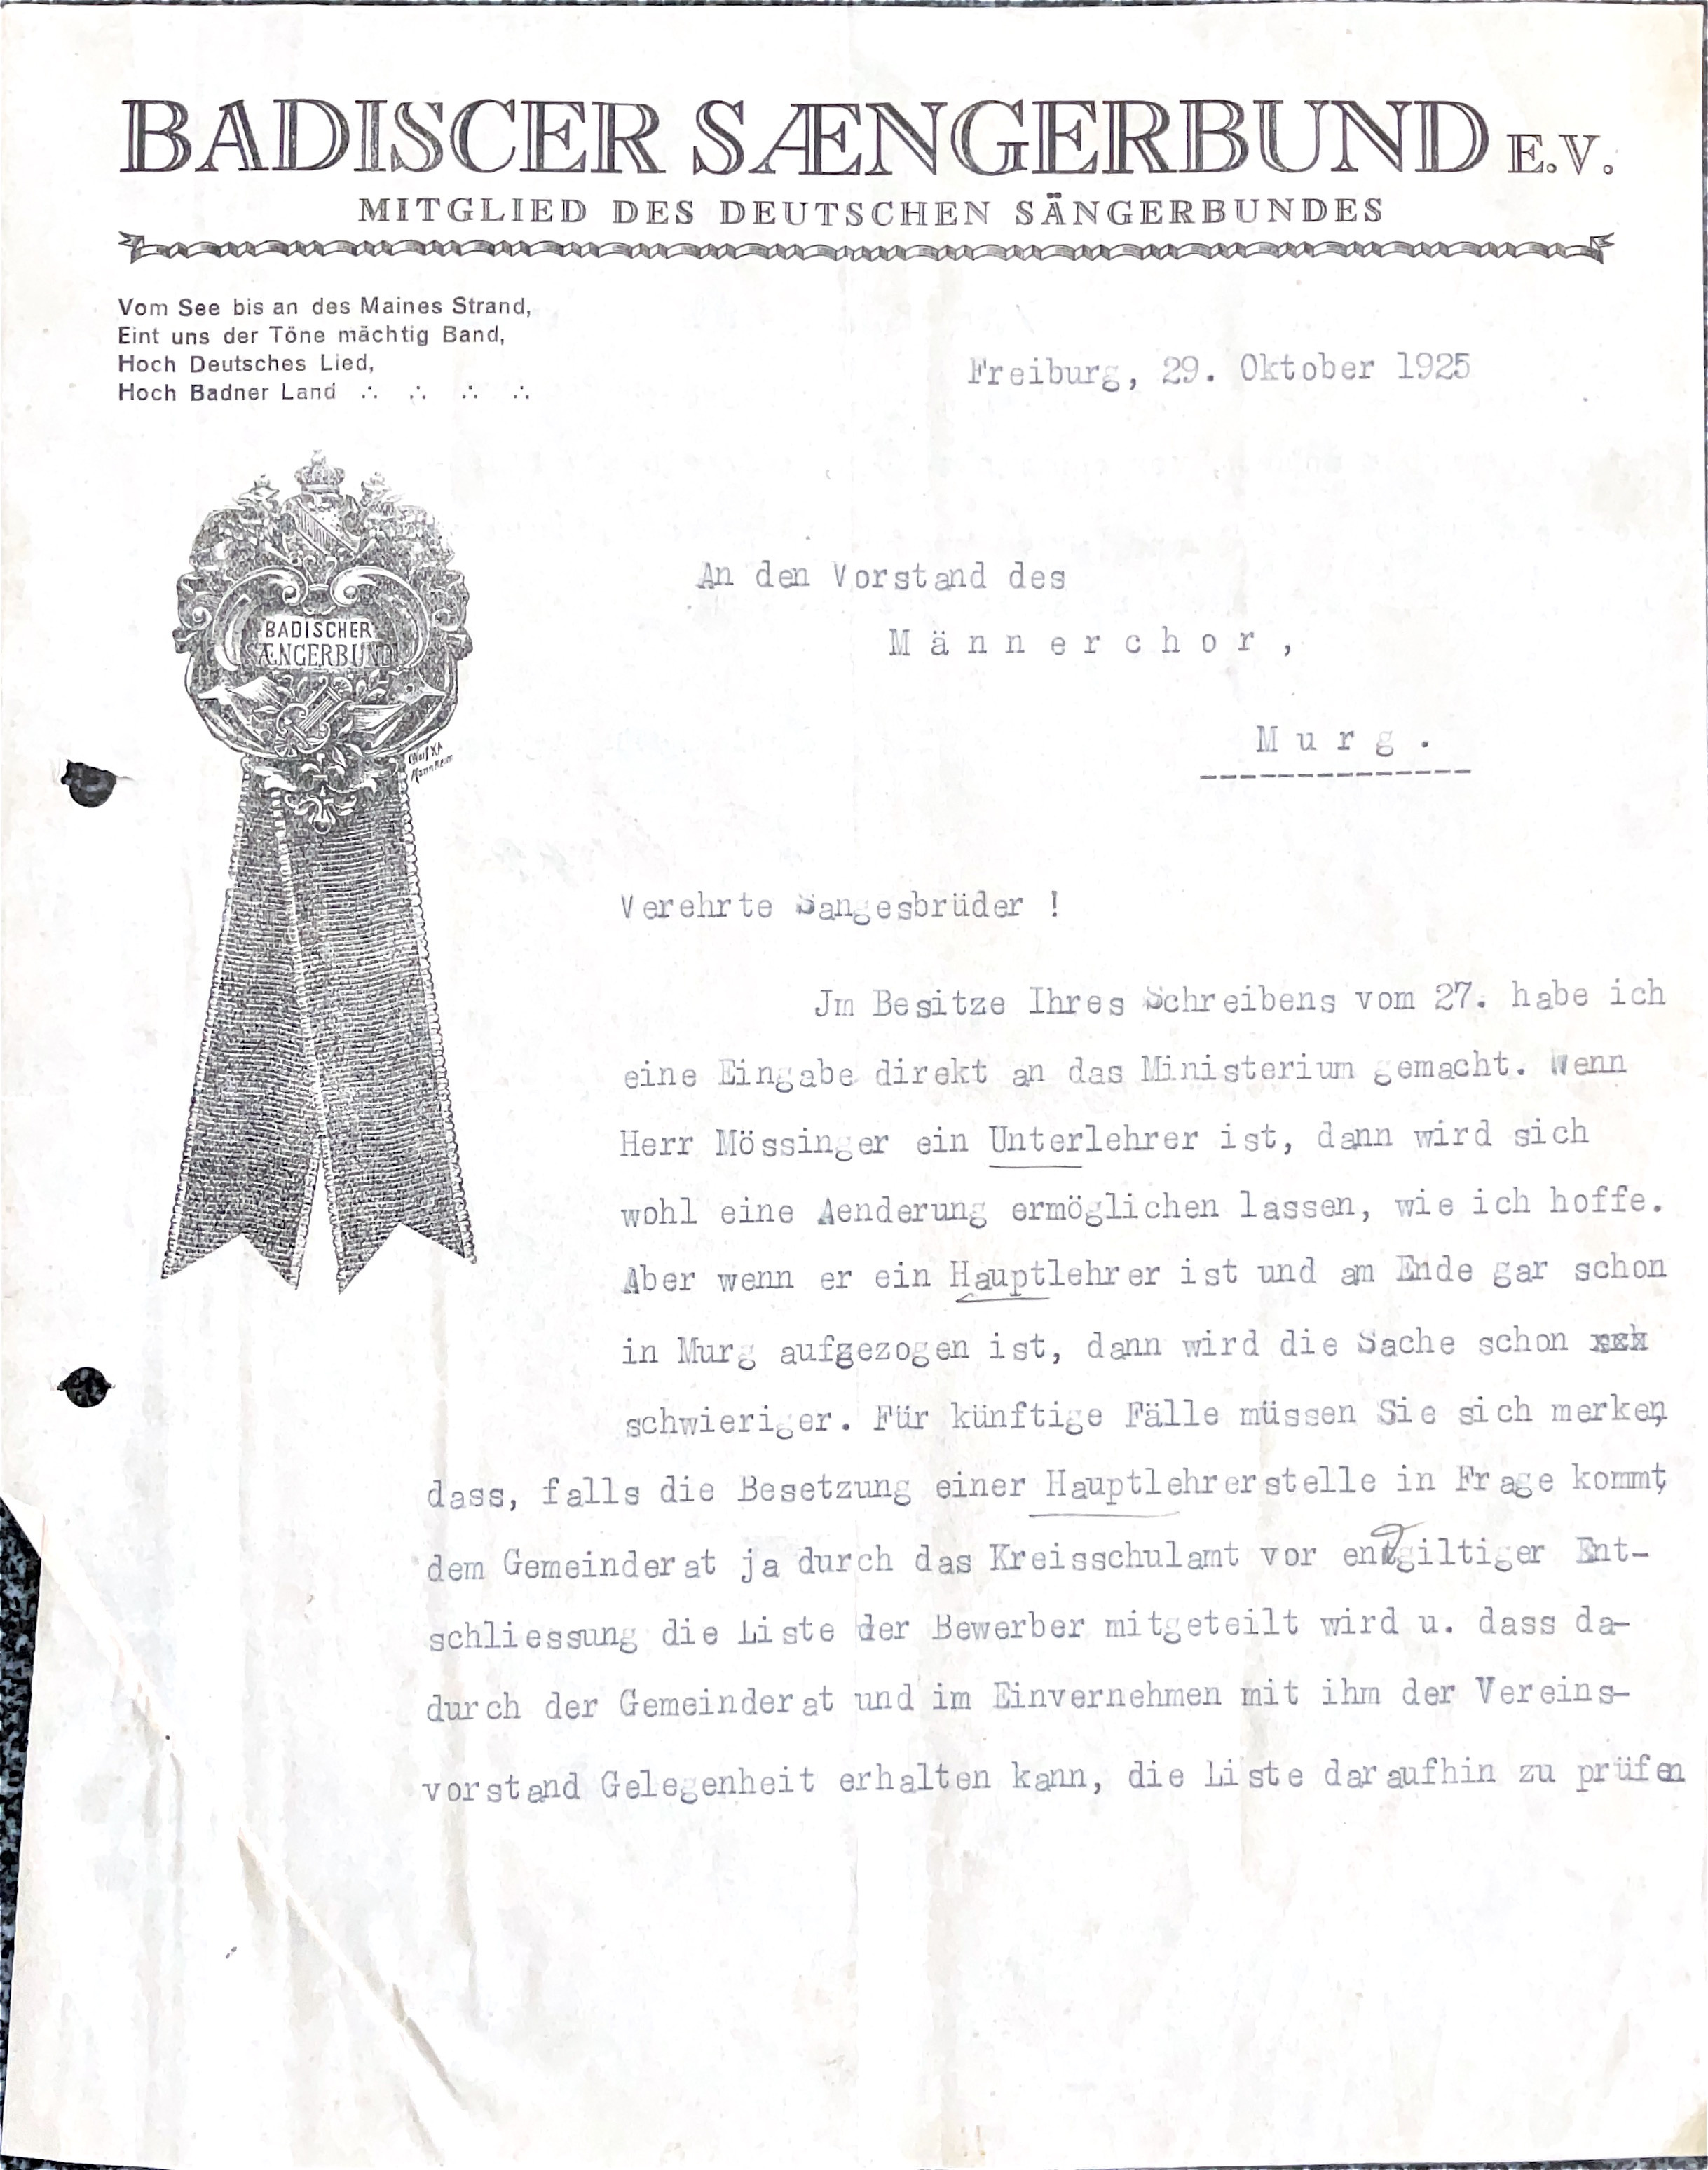 BADISCER SÆNGERBUND E.V.
MITGLIED DES DEUTSCHEN SÄNGERBUNDES
Vom See bis an des Maines Strand,
Eint uns der Töne mächtig Band,
Hoch Deutsches Lied,
Hoch Badner Land ∴ ∴ ∴ ∴
Freiburg, 29. Oktober 1925
BADISCHER
SÆNGERBUND
Mannheim
An den Vorstand des
Männerchor,
Murg.
Verehrte Sangesbrüder !
Jm Besitze Ihres Schreibens vom 27. habe ich
eine Eingabe direkt an das Ministerium gemacht. Wenn
Herr Mössinger ein Unterlehrer ist, dann wird sich
wohl eine Aenderung ermöglichen lassen, wie ich hoffe.
Aber wenn er ein Hauptlehrer ist und am Ende gar schon
in Murg aufgezogen ist, dann wird die Sache schon
schwieriger. Für künftige Fälle müssen Sie sich merken,
dass, falls die Besetzung einer Hauptlehrerstelle in Frage kommt,
dem Gemeinderat ja durch das Kreisschulamt vor endgiltiger Ent-
schliessung die Liste der Bewerber mitgeteilt wird u. dass da-
durch der Gemeinderat und im Einvernehmen mit ihm der Vereins-
vorstand Gelegenheit erhalten kann, die Liste daraufhin zu prüfen